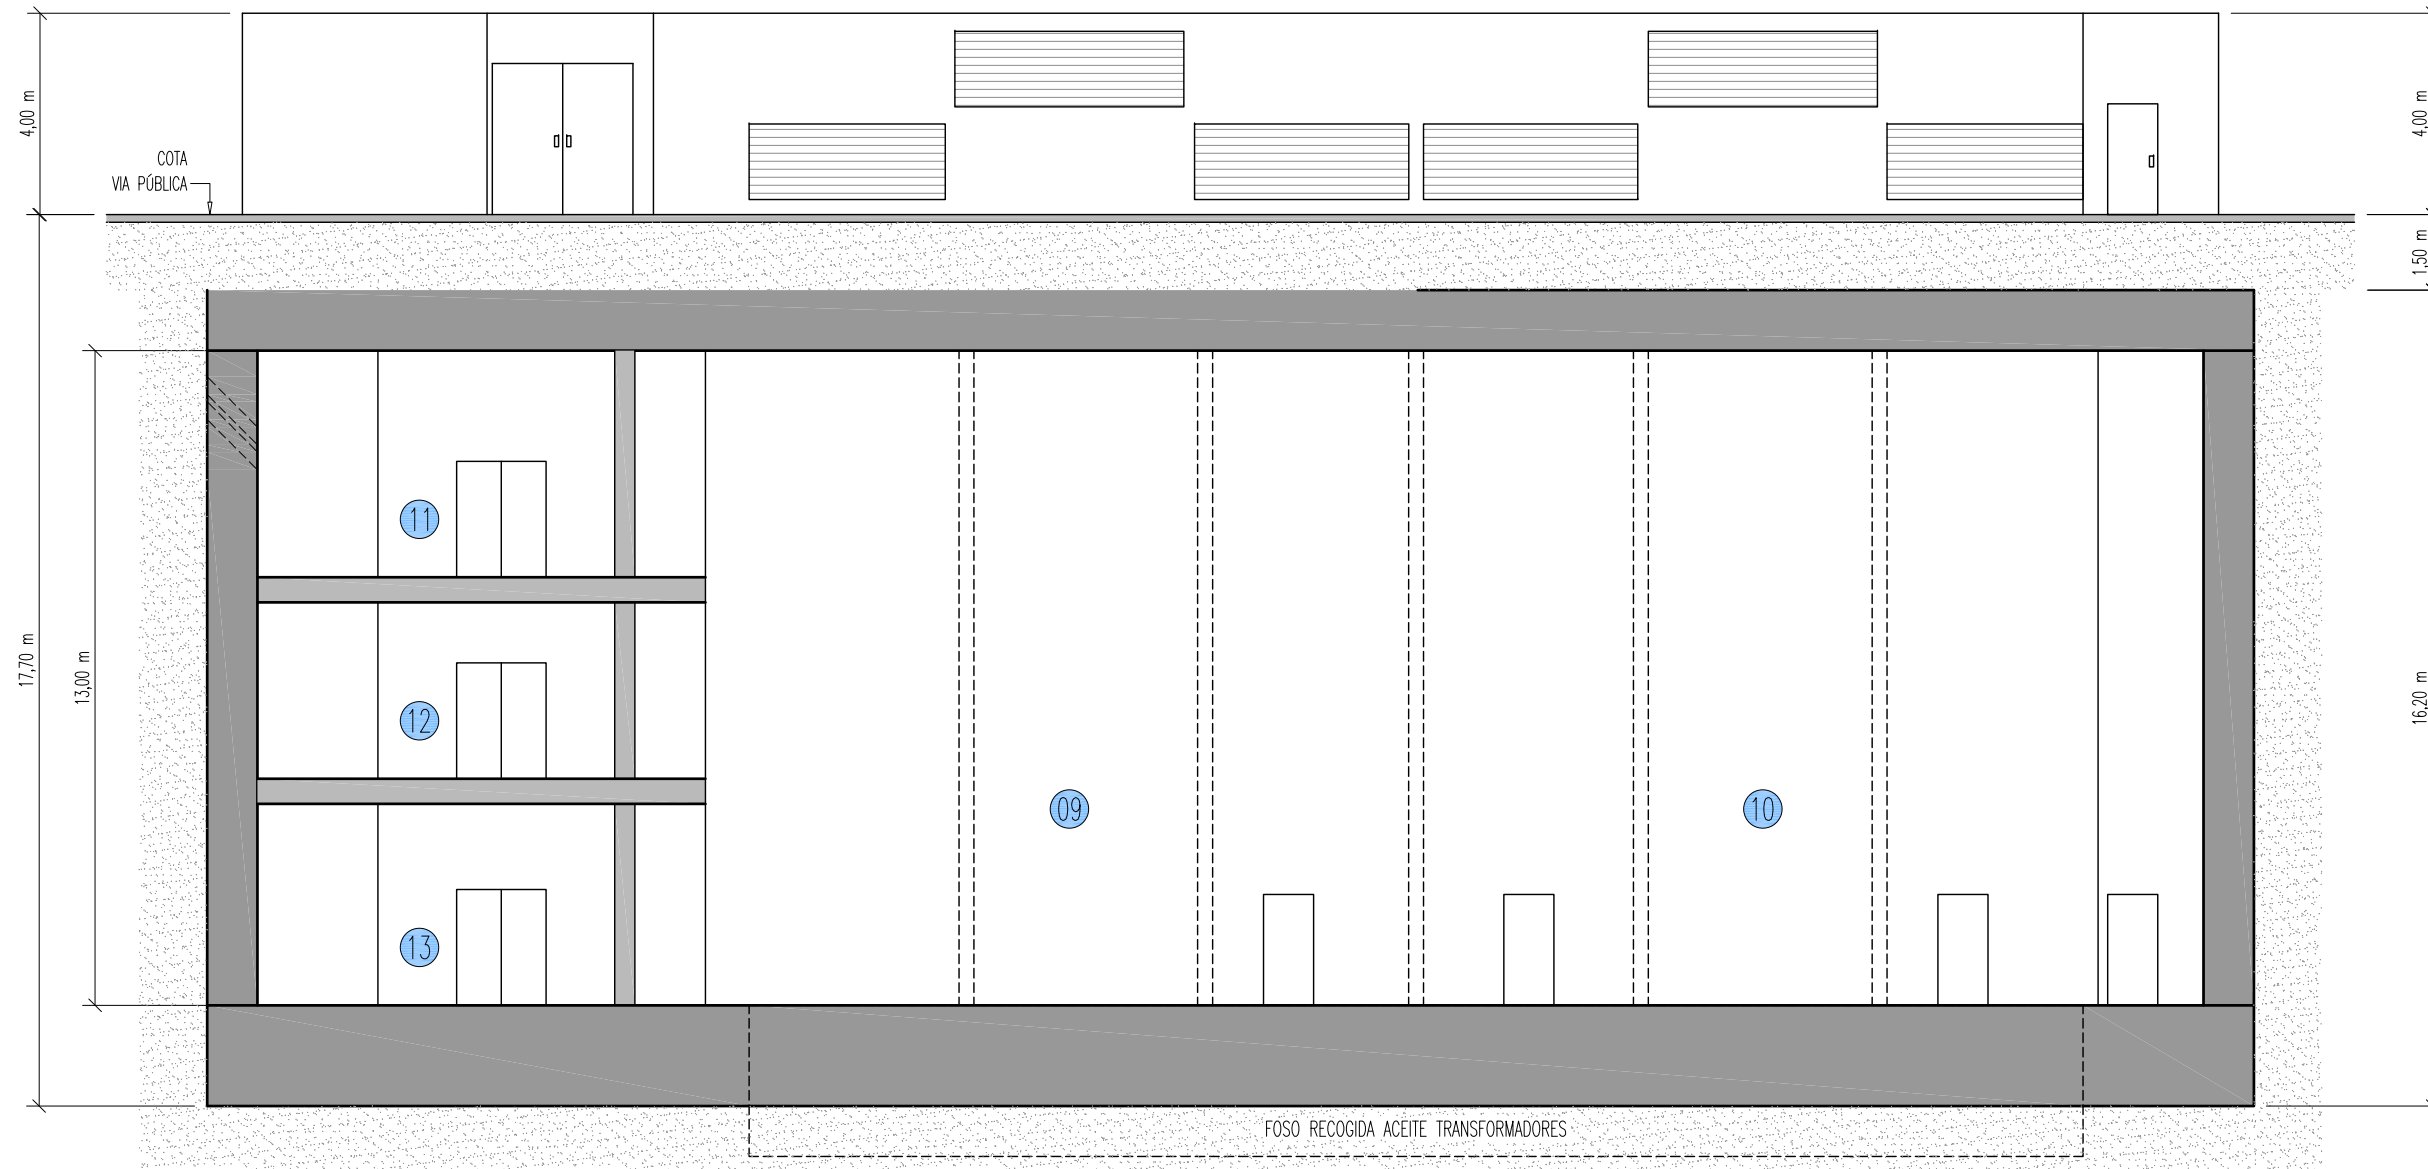 4,00 m
4,00 m
COTA
VIA PÚBLICA
1,50 m
11
17,70 m
13,00 m
16,20 m
12
09
10
13
FOSO RECOGIDA ACEITE TRANSFORMADORES